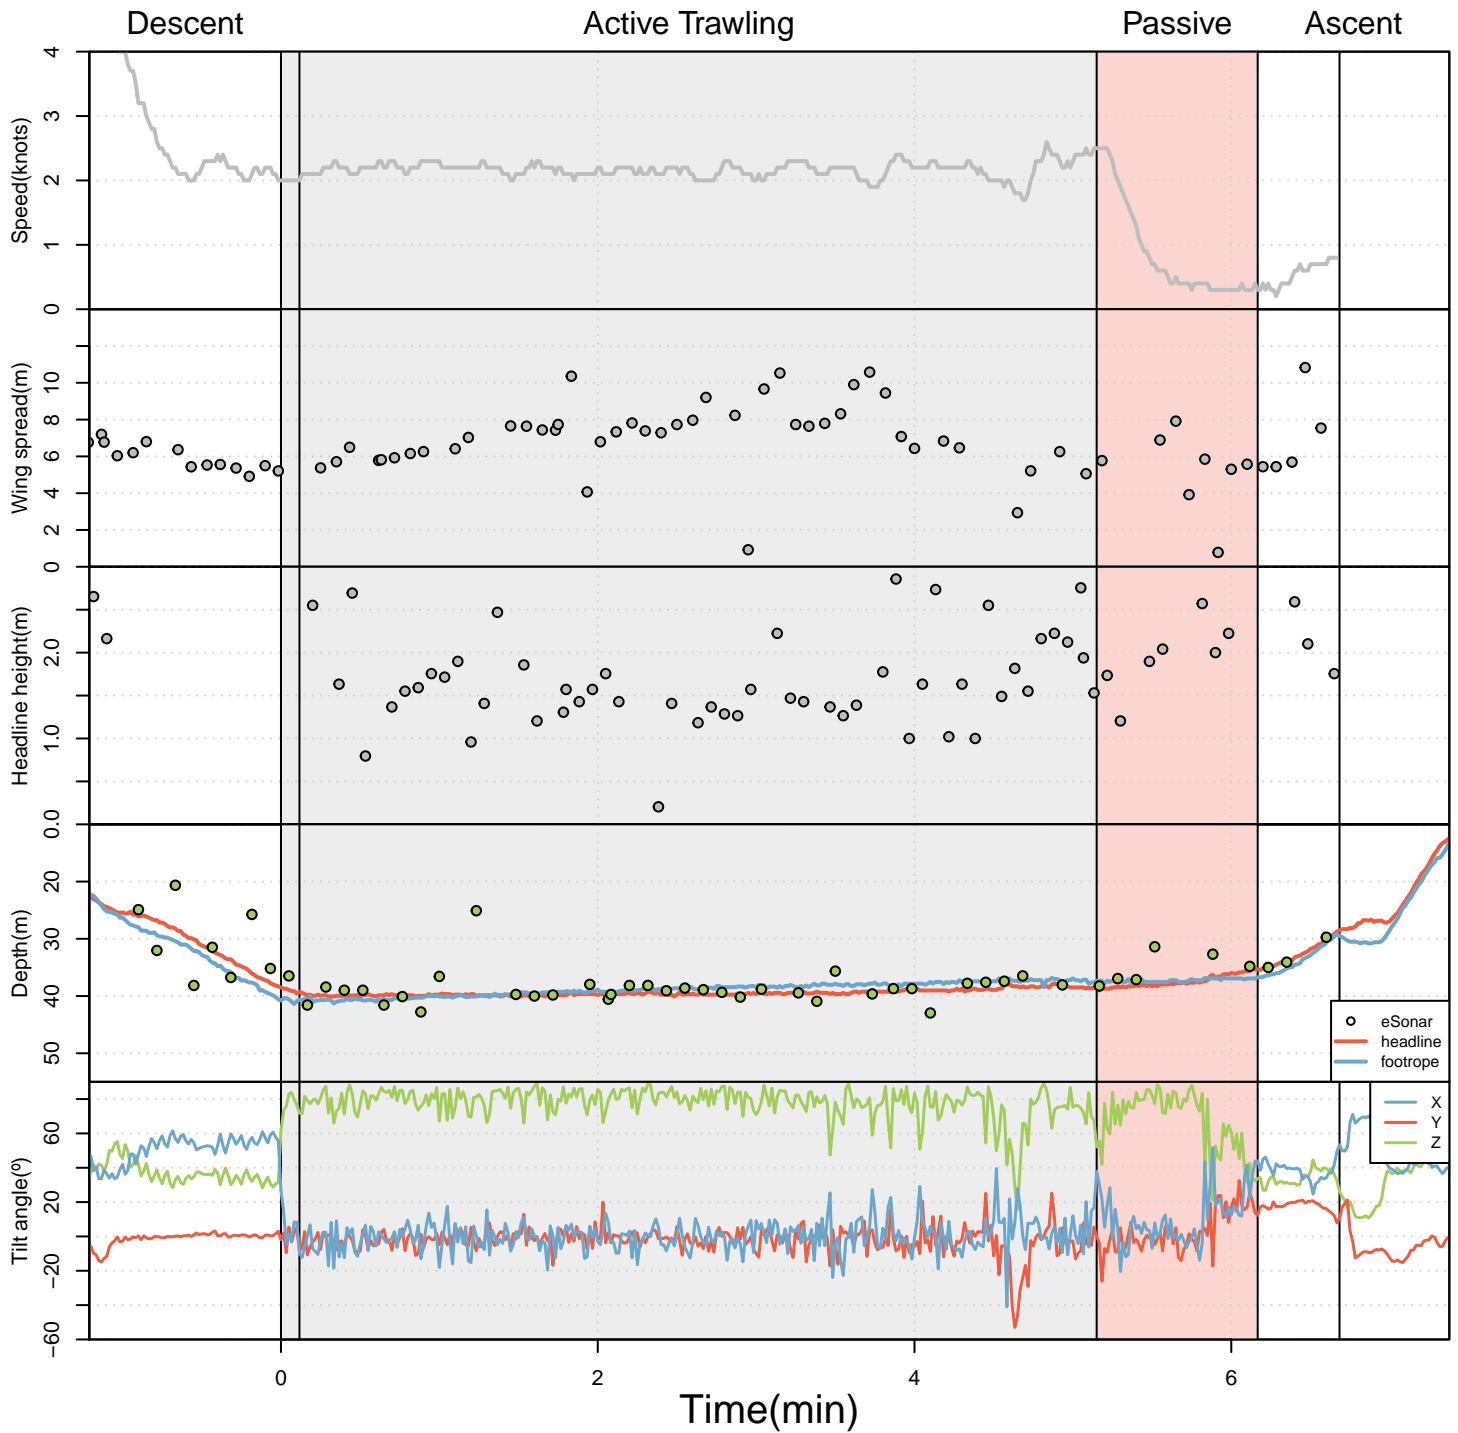 Descent Active Trawling Passive Ascent
Speed(knots)
4
3
2
1
0
Wing spread(m)
10
8
6
4
2
0
Headline height(m)
2.0
1.0
0.0
Depth(m)
20
30
40
50
eSonar
headline
footrope
Tilt angle(º)
60
20
−20
−60
X
Y
Z
0 2 4 6
Time(min)